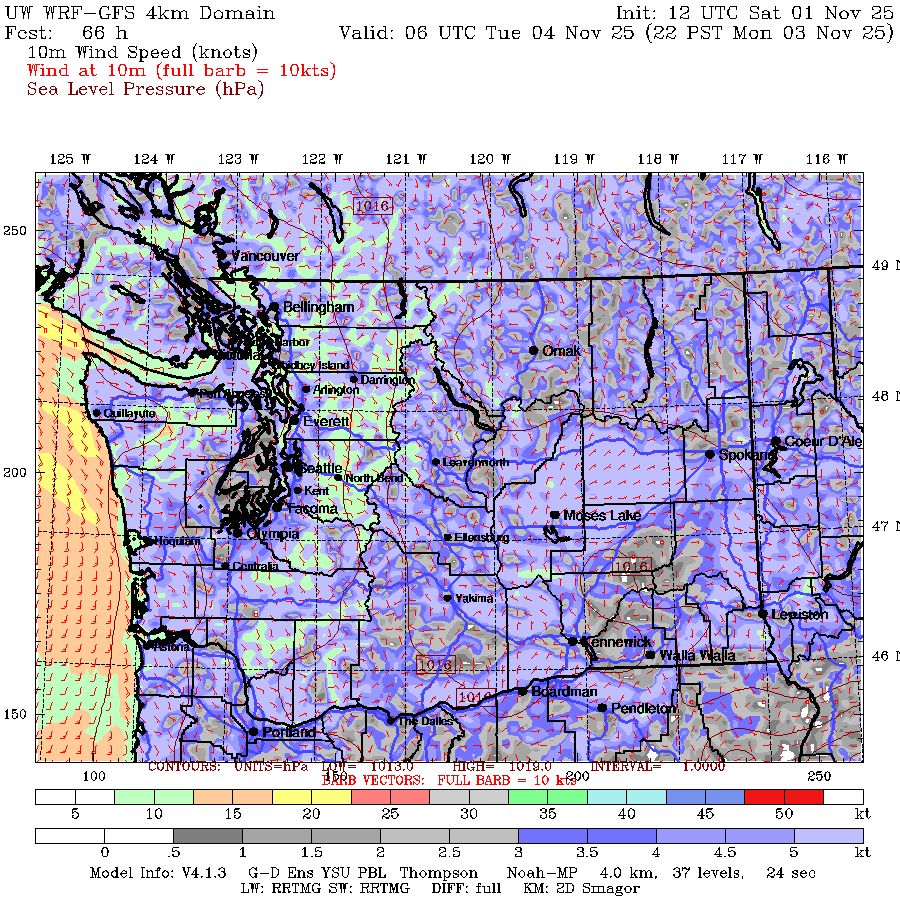 UW WRF-GFS 4km Domain Init: 12 UTC Sat 01 Nov 25
Fcst: 66 h Valid: 06 UTC Tue 04 Nov 25 (22 PST Mon 03 Nov 25)
10m Wind Speed (knots)
Wind at 10m (full barb = 10kts)
Sea Level Pressure (hPa)
125 W 124 W 123 W 122 W 121 W 120 W 119 W 118 W 117 W 116 W
1016
250
Vancouver
49 N
Bellingham
Omak
Darrington
Arlington
48 N
Quillayute
Everett
Coeur D'Ale
Spokane
Leavenworth
200
Seattle
North Bend
Kent
Tacoma
Moses Lake
47 N
Olympia
Hoquiam
Ellensburg
Centralia
1016
Yakima
Lewiston
Kennewick
Astoria
Walla Walla
46 N
1016
1016
Boardman
Pendleton
150
The Dalles
Portland
CONTOURS: UNITS=hPa LOW= 1013.0 HIGH= 1019.0 INTERVAL= 1.0000
100 150 200 250
BARB VECTORS: FULL BARB = 10 kts
5 10 15 20 25 30 35 40 45 50 kt
0 .5 1 1.5 2 2.5 3 3.5 4 4.5 5 kt
Model Info: V4.1.3 G-D Ens YSU PBL Thompson Noah-MP 4.0 km, 37 levels, 24 sec
LW: RRTMG SW: RRTMG DIFF: full KM: 2D Smagor